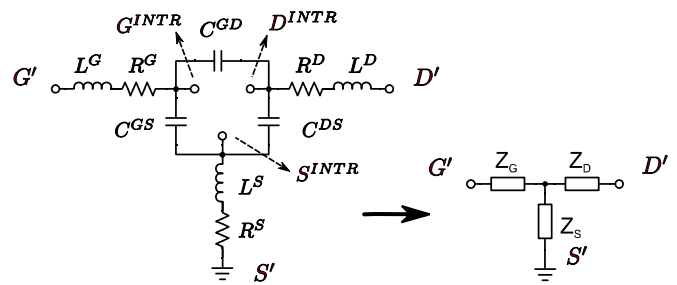 G^{INTR} C^{GD} D^{INTR}
G′ L^G R^G R^D L^D D′
C^{GS} C^{DS}
S^{INTR}
L^S
R^S
S′
G′ Z_G Z_D D′
Z_S
S′